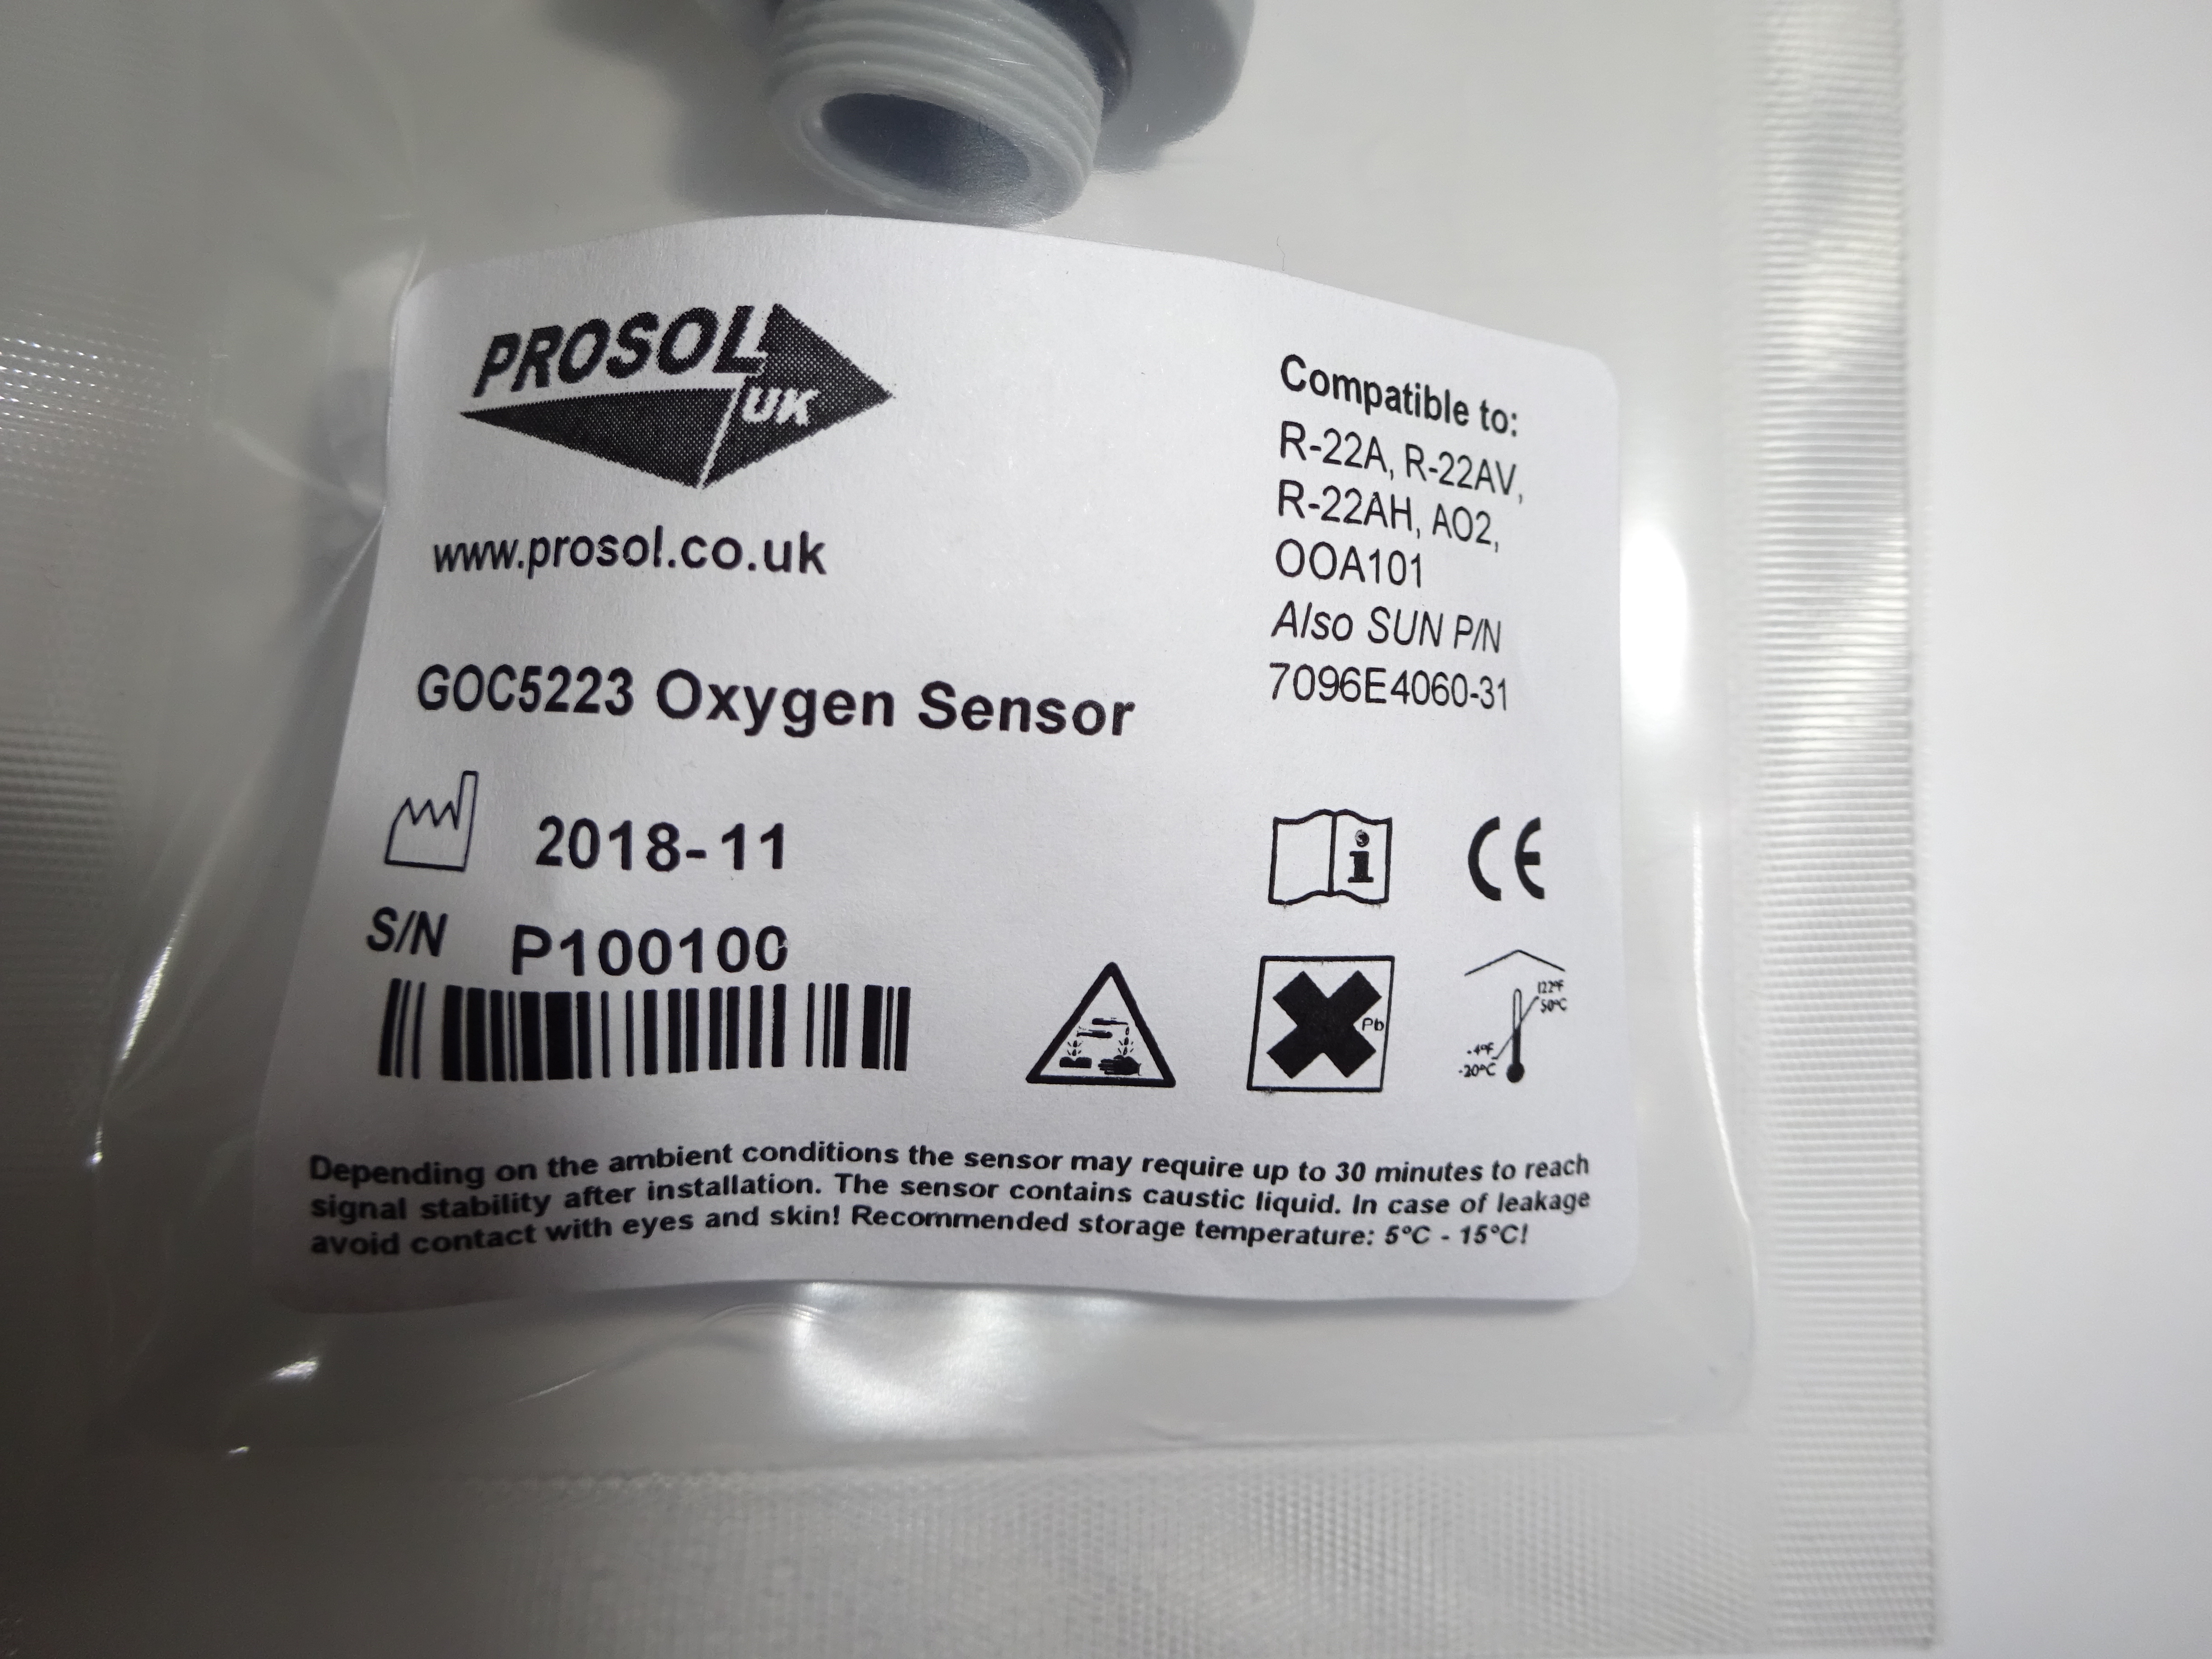 PROSOL
UK
www.prosol.co.uk
GOC5223 Oxygen Sensor
2018-11
S/N P100100
Compatible to:
R-22A, R-22AV,
R-22AH, AO2,
OOA101
Also SUN P/N
7096E4060-31
i
CE
Pb
122°F
50°C
-4°F
-20°C
Depending on the ambient conditions the sensor may require up to 30 minutes to reach
signal stability after installation. The sensor contains caustic liquid. In case of leakage
avoid contact with eyes and skin! Recommended storage temperature: 5°C - 15°C!